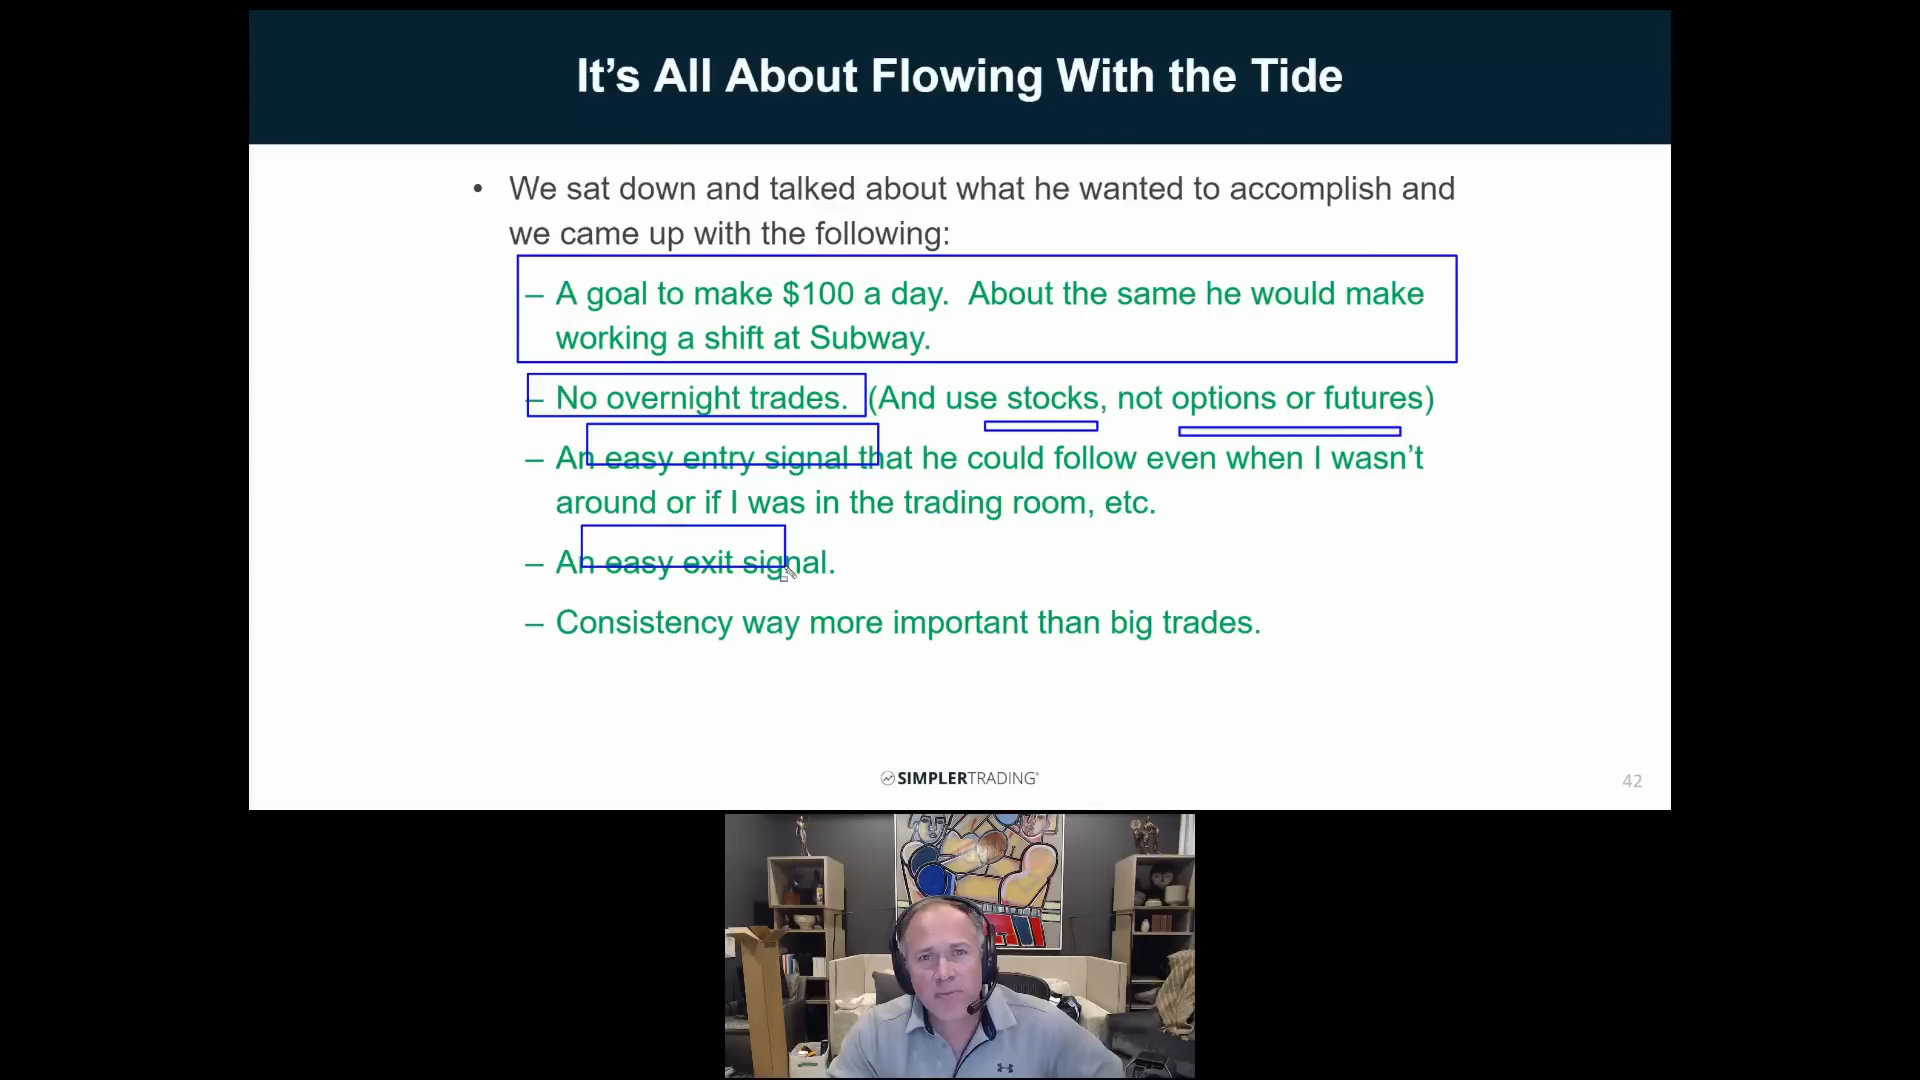 It’s All About Flowing With the Tide
• We sat down and talked about what he wanted to accomplish and
we came up with the following:
– A goal to make $100 a day.  About the same he would make
working a shift at Subway.
– No overnight trades.  (And use stocks, not options or futures)
– An easy entry signal that he could follow even when I wasn’t
around or if I was in the trading room, etc.
– An easy exit signal.
– Consistency way more important than big trades.
SIMPLERTRADING®
42